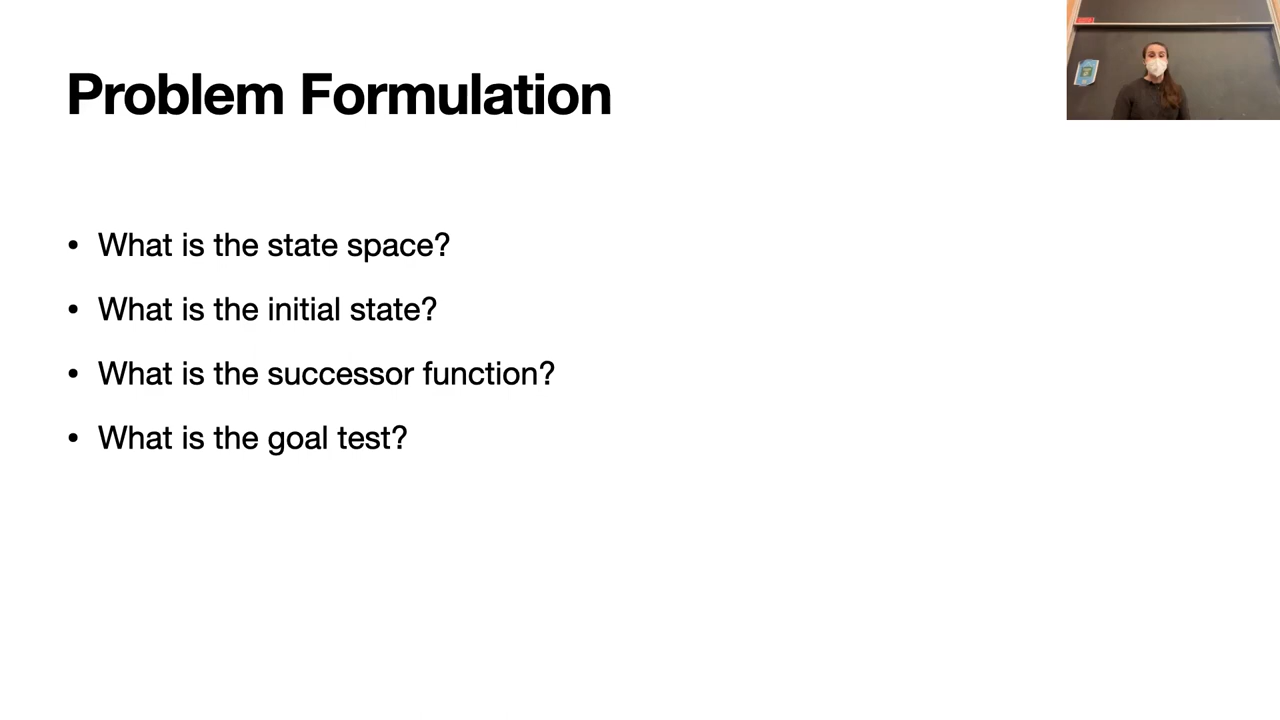 Problem Formulation
• What is the state space?
• What is the initial state?
• What is the successor function?
• What is the goal test?